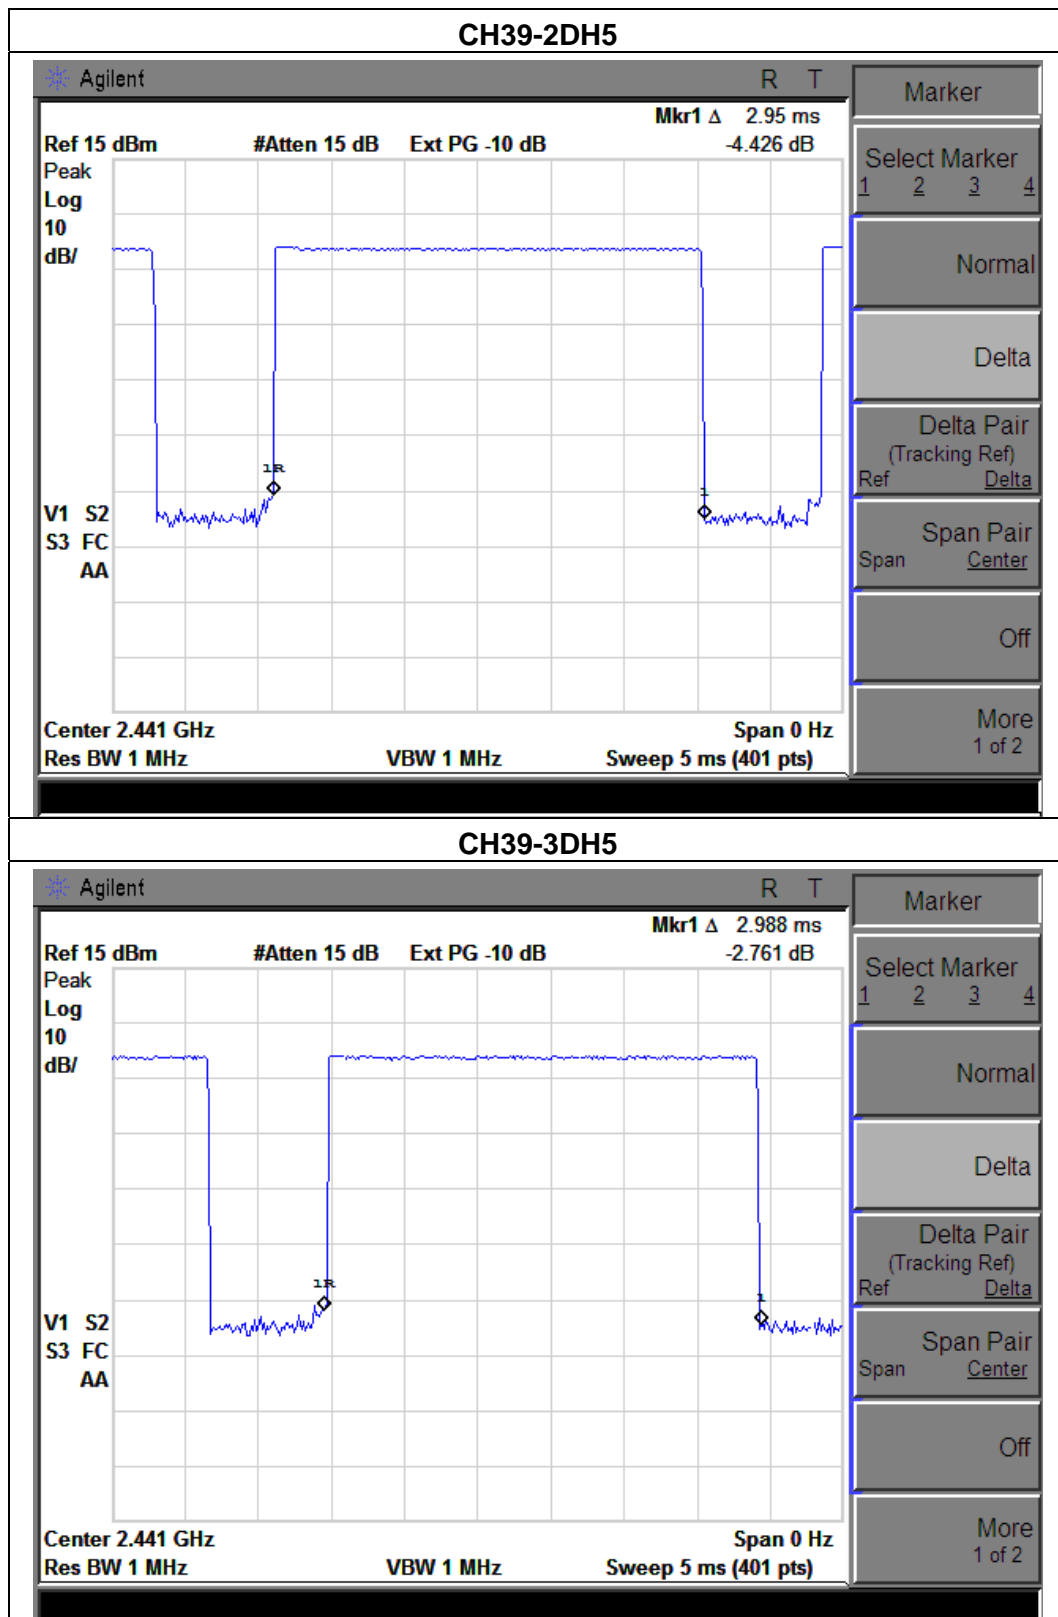 CH39-2DH5
Agilent R T
Marker
Mkr1 Δ 2.95 ms
Ref 15 dBm #Atten 15 dB Ext PG -10 dB -4.426 dB
Peak
Log
10
dB/
1R
1
V1 S2
S3 FC
AA
Center 2.441 GHz Span 0 Hz
Res BW 1 MHz VBW 1 MHz Sweep 5 ms (401 pts)
Select Marker
1 2 3 4
Normal
Delta
Delta Pair
(Tracking Ref)
Ref Delta
Span Pair
Span Center
Off
More
1 of 2
CH39-3DH5
Agilent R T
Marker
Mkr1 Δ 2.988 ms
Ref 15 dBm #Atten 15 dB Ext PG -10 dB -2.761 dB
Peak
Log
10
dB/
1R
1
V1 S2
S3 FC
AA
Center 2.441 GHz Span 0 Hz
Res BW 1 MHz VBW 1 MHz Sweep 5 ms (401 pts)
Select Marker
1 2 3 4
Normal
Delta
Delta Pair
(Tracking Ref)
Ref Delta
Span Pair
Span Center
Off
More
1 of 2